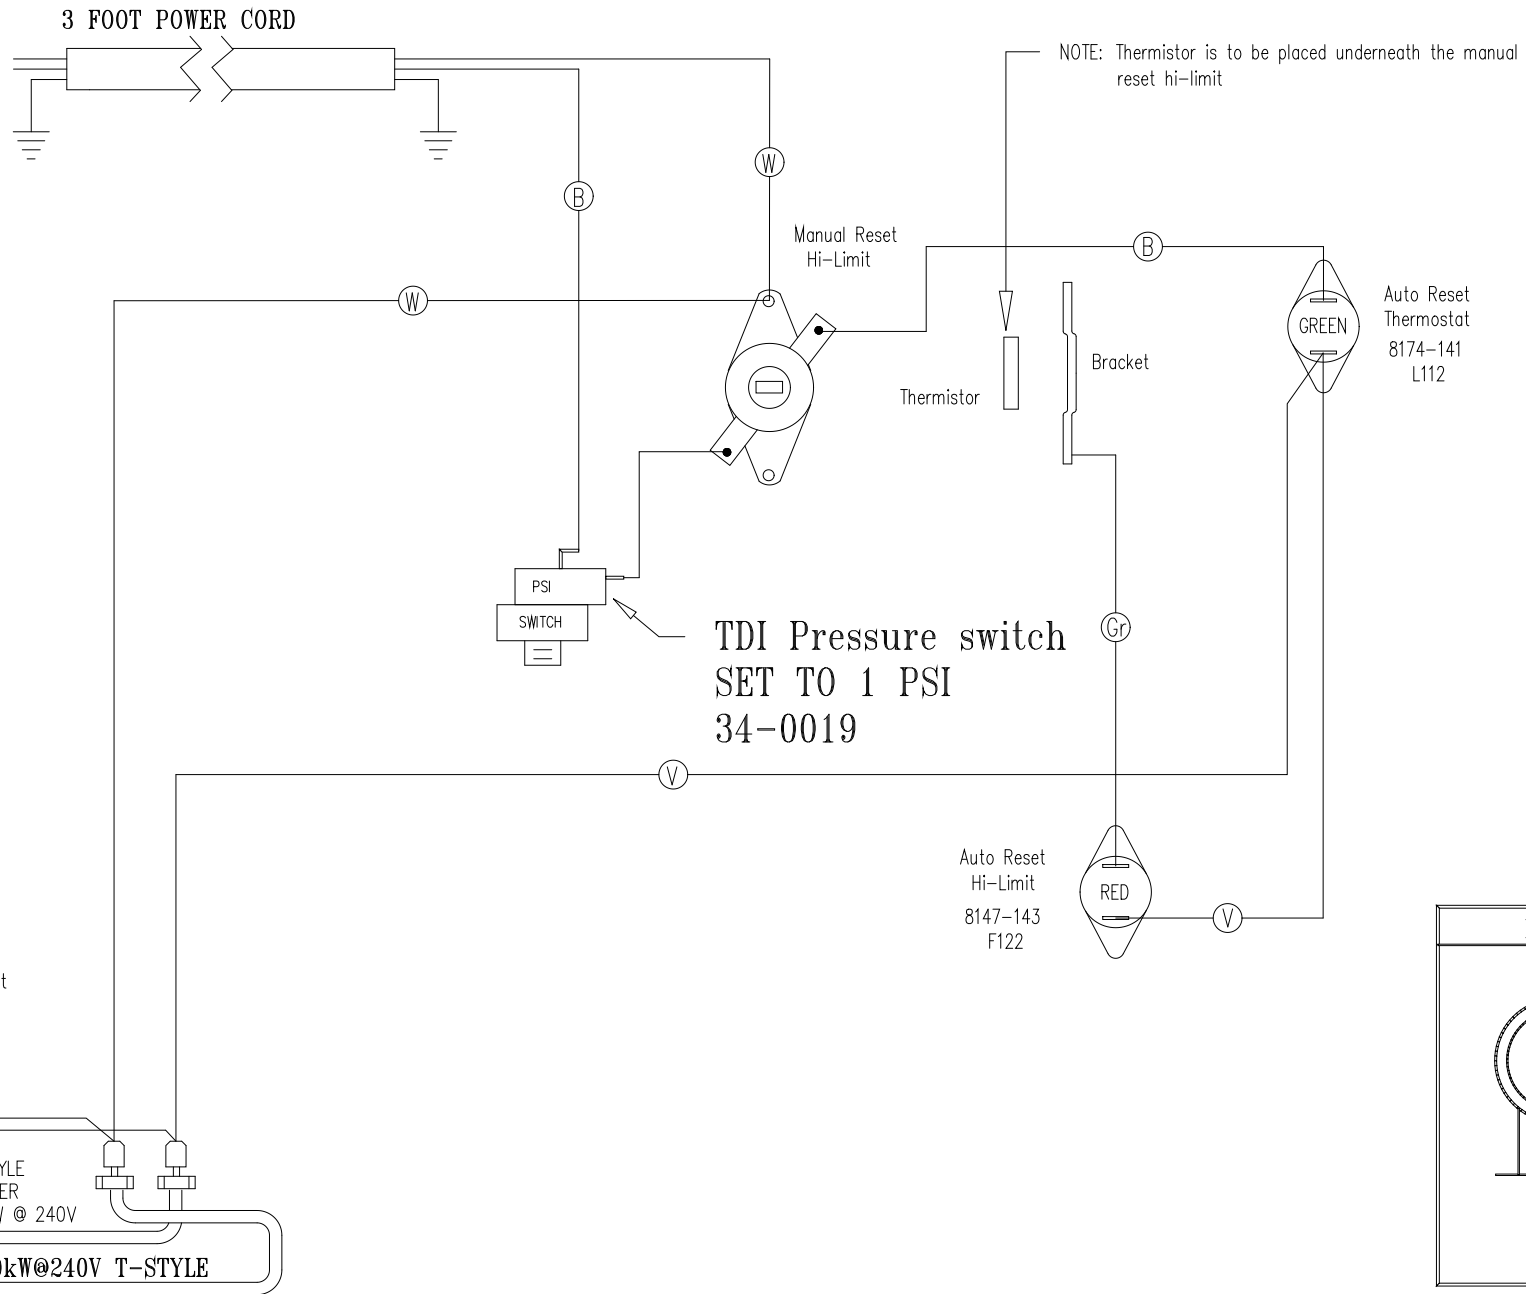 3 FOOT POWER CORD
NOTE: Thermistor is to be placed underneath the manual
reset hi-limit
W
B
Manual Reset
Hi-Limit
B
W
Auto Reset
Thermostat
8174-141
L112
GREEN
Bracket
Thermistor
PSI
SWITCH
TDI Pressure switch
SET TO 1 PSI
34-0019
Gr
V
Auto Reset
Hi-Limit
8147-143
F122
RED
V
t
YLE
ER
@ 240V
kW@240V T-STYLE